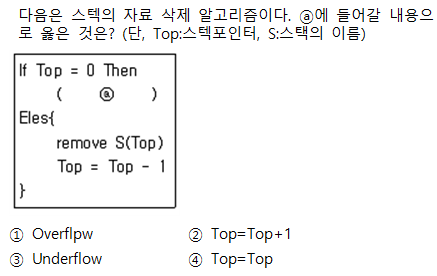 다음은 스텍의 자료 삭제 알고리즘이다. ⓐ에 들어갈 내용으
로 옳은 것은? (단, Top:스텍포인터, S:스택의 이름)
If Top = 0 Then
( ⓐ )
Eles{
remove S(Top)
Top = Top - 1
}
① Overflpw ② Top=Top+1
③ Underflow ④ Top=Top